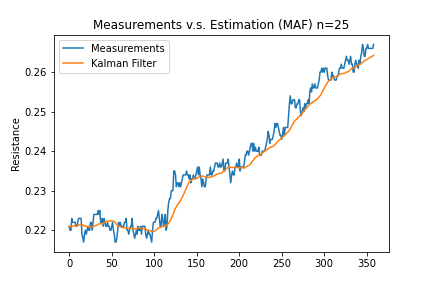 Measurements v.s. Estimation (MAF) n=25
Measurements
Kalman Filter
Resistance
0.26
0.25
0.24
0.23
0.22
0 50 100 150 200 250 300 350